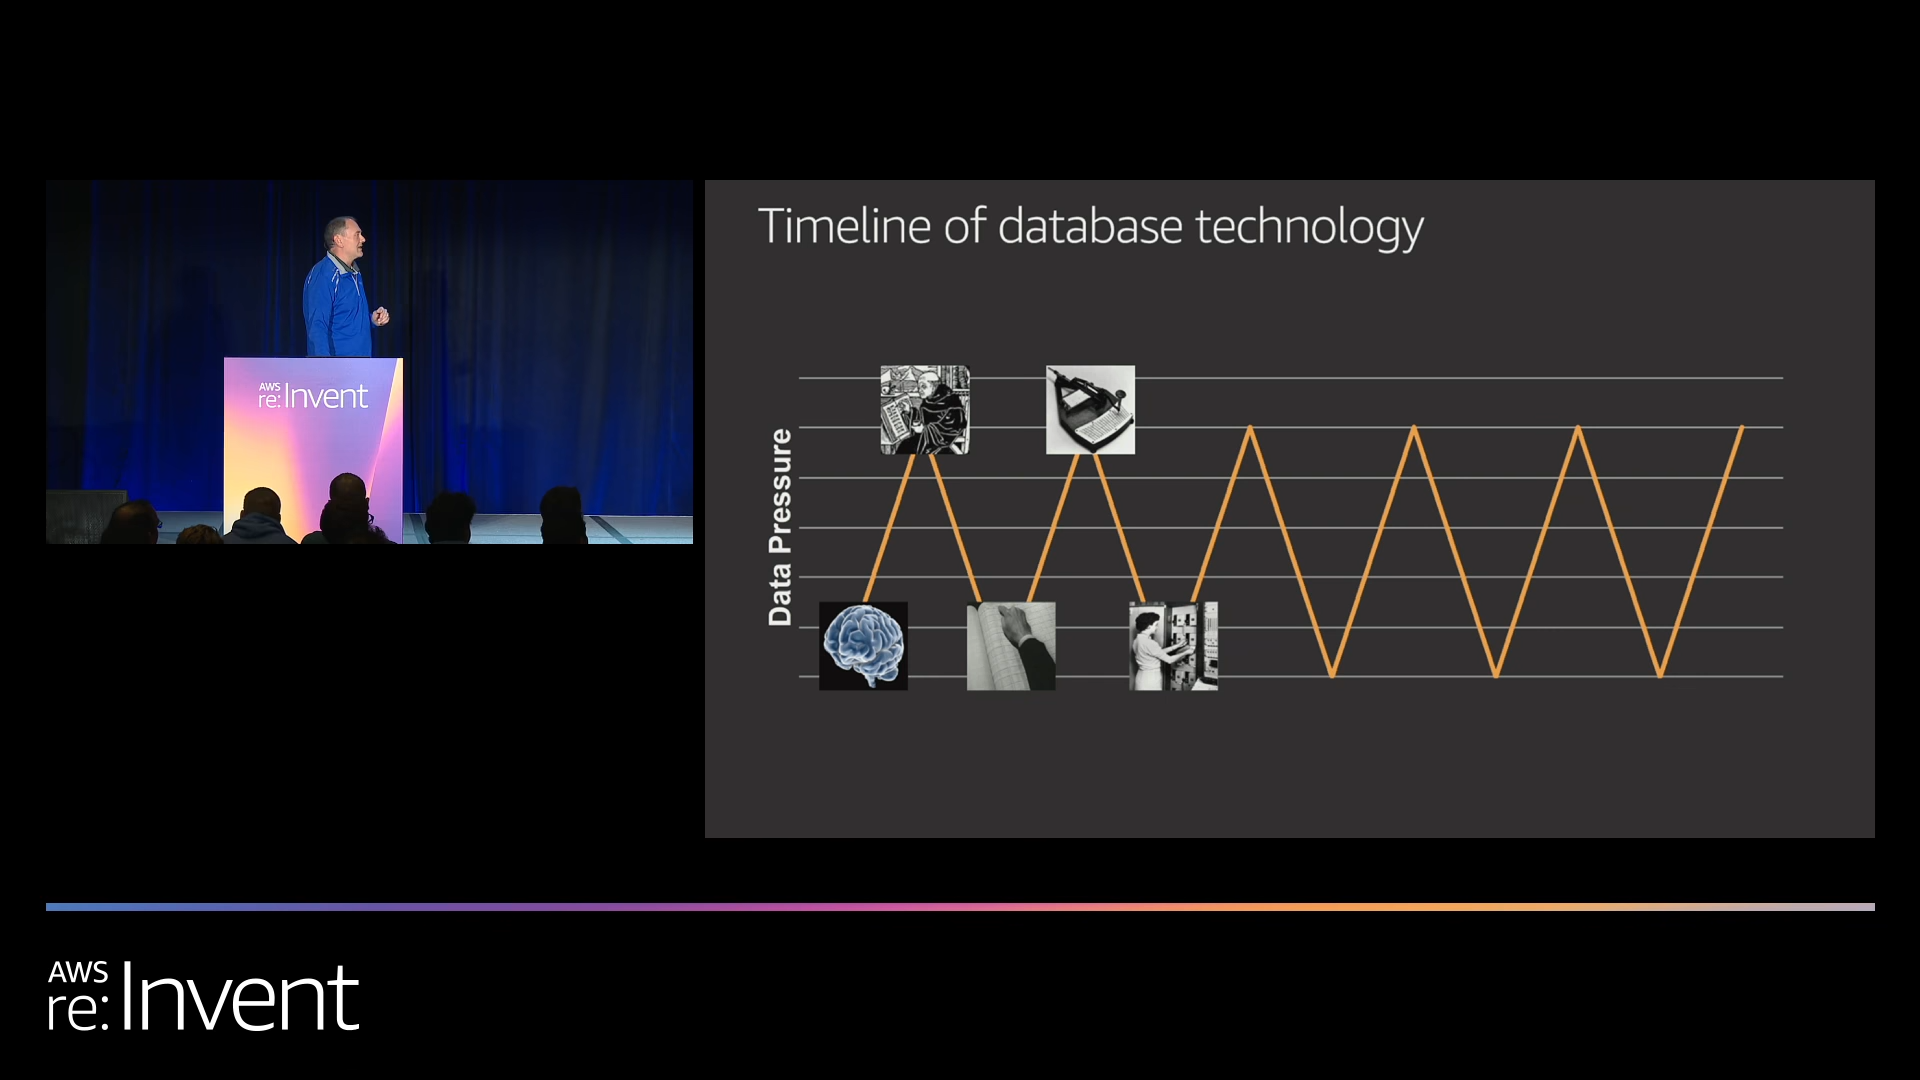 AWS
re:Invent
Timeline of database technology
Data Pressure
AWS
re:Invent